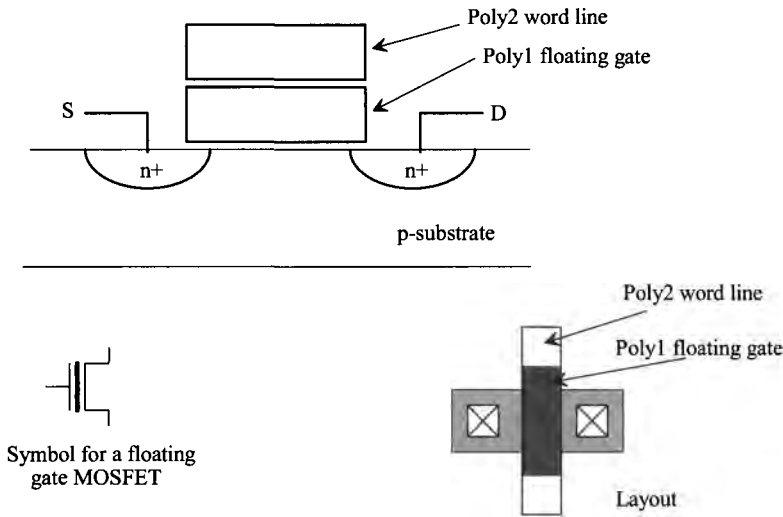 Poly2 word line
Poly1 floating gate
S
D
n+
n+
p-substrate
Poly2 word line
Poly1 floating gate
Symbol for a floating
gate MOSFET
Layout